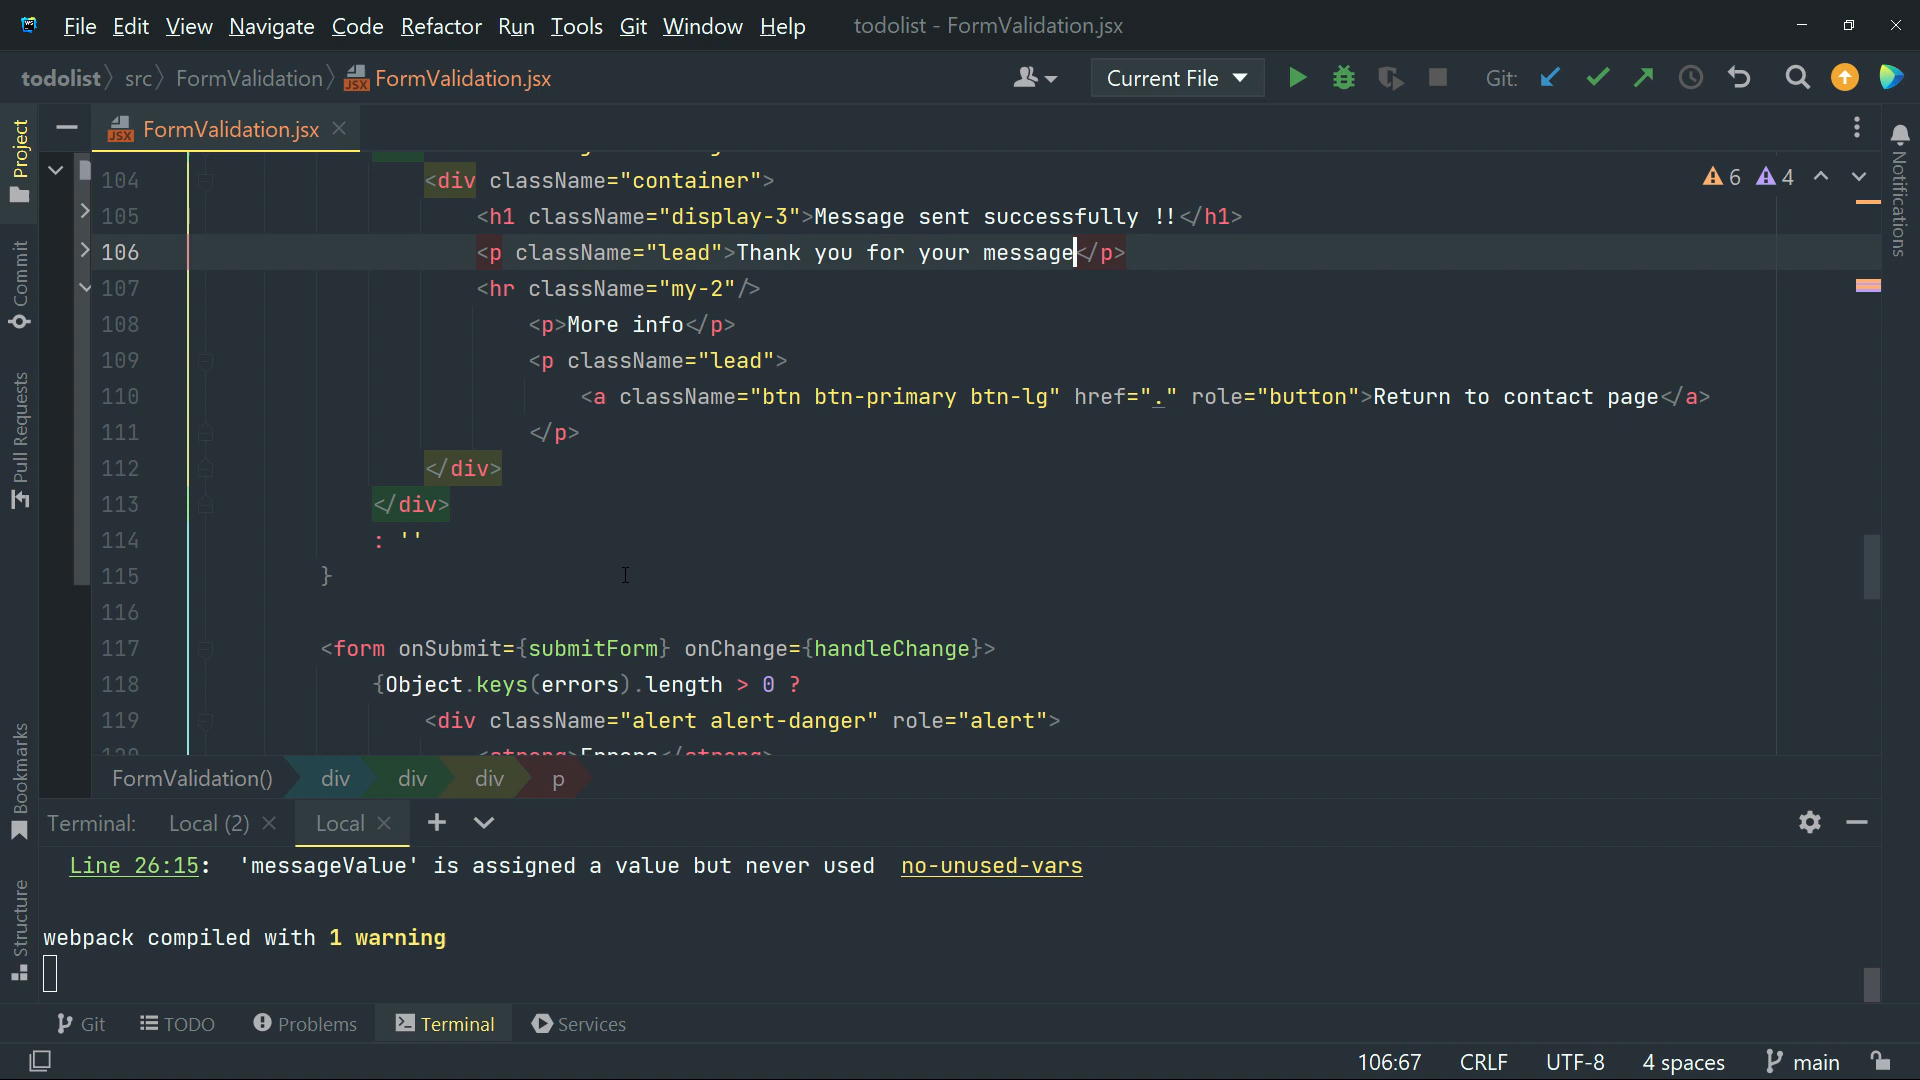 File Edit View Navigate Code Refactor Run Tools Git Window Help todolist - FormValidation.jsx
todolist src FormValidation FormValidation.jsx Current File Git:
FormValidation.jsx
Project
Commit
Pull Requests
Bookmarks
Structure
Notifications
6 4
104 <div className="container">
105 <h1 className="display-3">Message sent successfully !!</h1>
106 <p className="lead">Thank you for your message</p>
107 <hr className="my-2"/>
108 <p>More info</p>
109 <p className="lead">
110 <a className="btn btn-primary btn-lg" href="." role="button">Return to contact page</a>
111 </p>
112 </div>
113 </div>
114 : ''
115 }
116
117 <form onSubmit={submitForm} onChange={handleChange}>
118 {Object.keys(errors).length > 0 ?
119 <div className="alert alert-danger" role="alert">
120 <strong>Errors</strong>
FormValidation() div div div p
Terminal: Local (2) Local
Line 26:15: 'messageValue' is assigned a value but never used no-unused-vars
webpack compiled with 1 warning
Git TODO Problems Terminal Services
106:67 CRLF UTF-8 4 spaces main